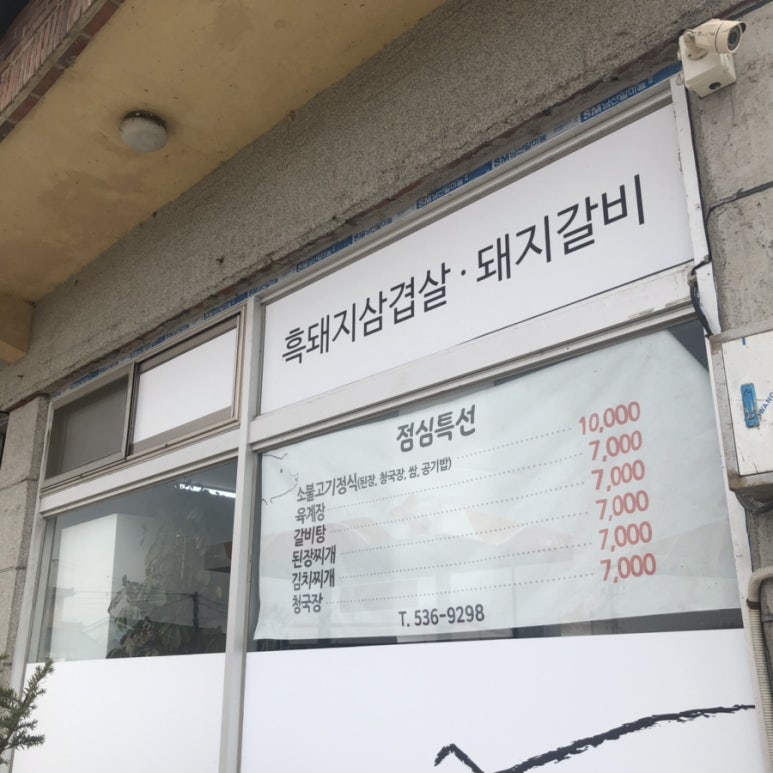 흑돼지삼겹살 · 돼지갈비
점심특선
소불고기정식(된장, 청국장, 쌈, 공기밥) 10,000
육계장 7,000
갈비탕 7,000
된장찌개 7,000
김치찌개 7,000
청국장 7,000
T. 536-9298